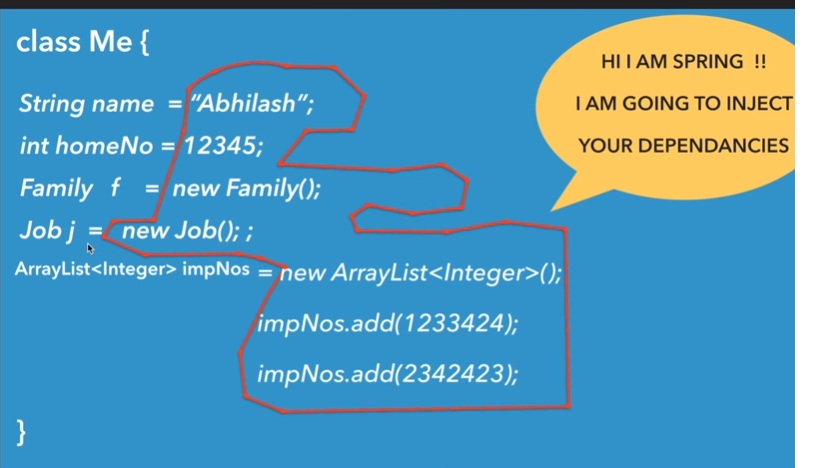 class Me {
String name = "Abhilash";
int homeNo = 12345;
Family f = new Family();
Job j = new Job(); ;
ArrayList<Integer> impNos = new ArrayList<Integer>();
impNos.add(1233424);
impNos.add(2342423);
}
HI I AM SPRING !!
I AM GOING TO INJECT
YOUR DEPENDANCIES